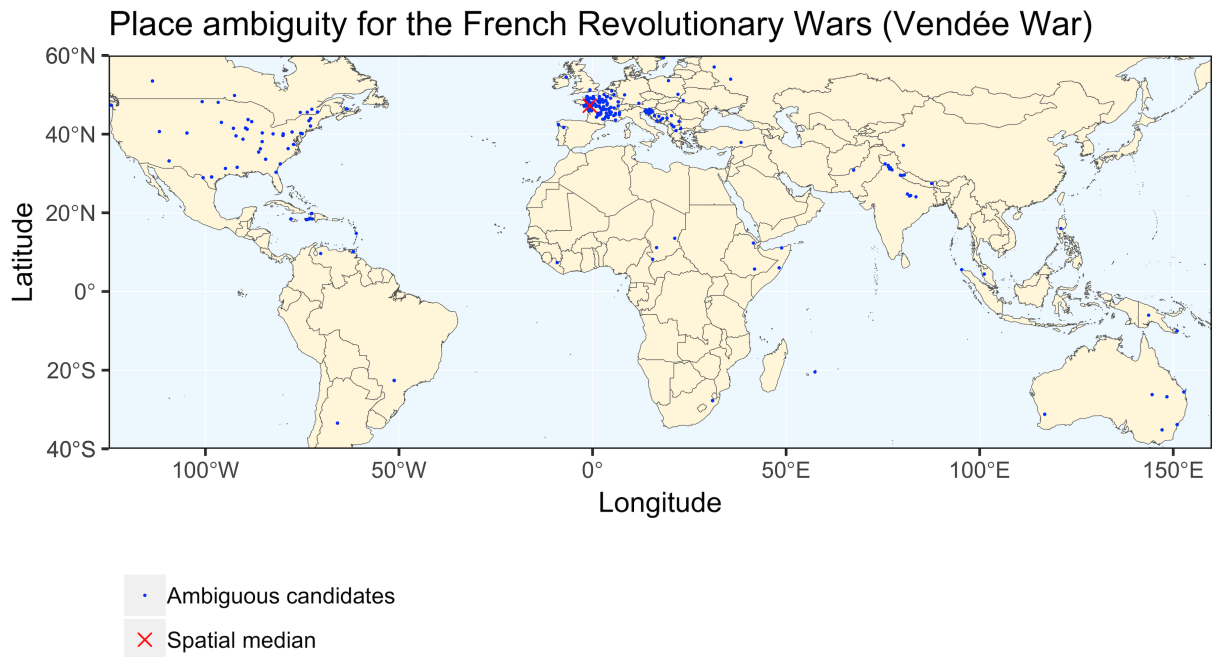 Place ambiguity for the French Revolutionary Wars (Vendée War)
60°N
40°N
20°N
0°
20°S
40°S
Latitude
100°W 50°W 0° 50°E 100°E 150°E
Longitude
Ambiguous candidates
Spatial median